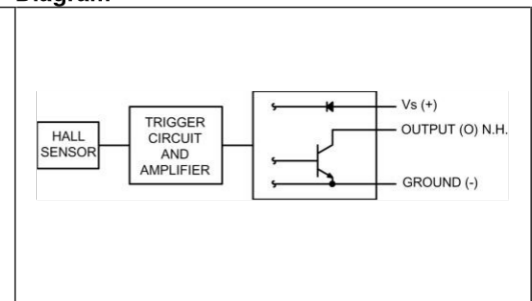 Diagram
HALL
SENSOR
TRIGGER
CIRCUIT
AND
AMPLIFIER
Vs (+)
OUTPUT (O) N.H.
GROUND (-)